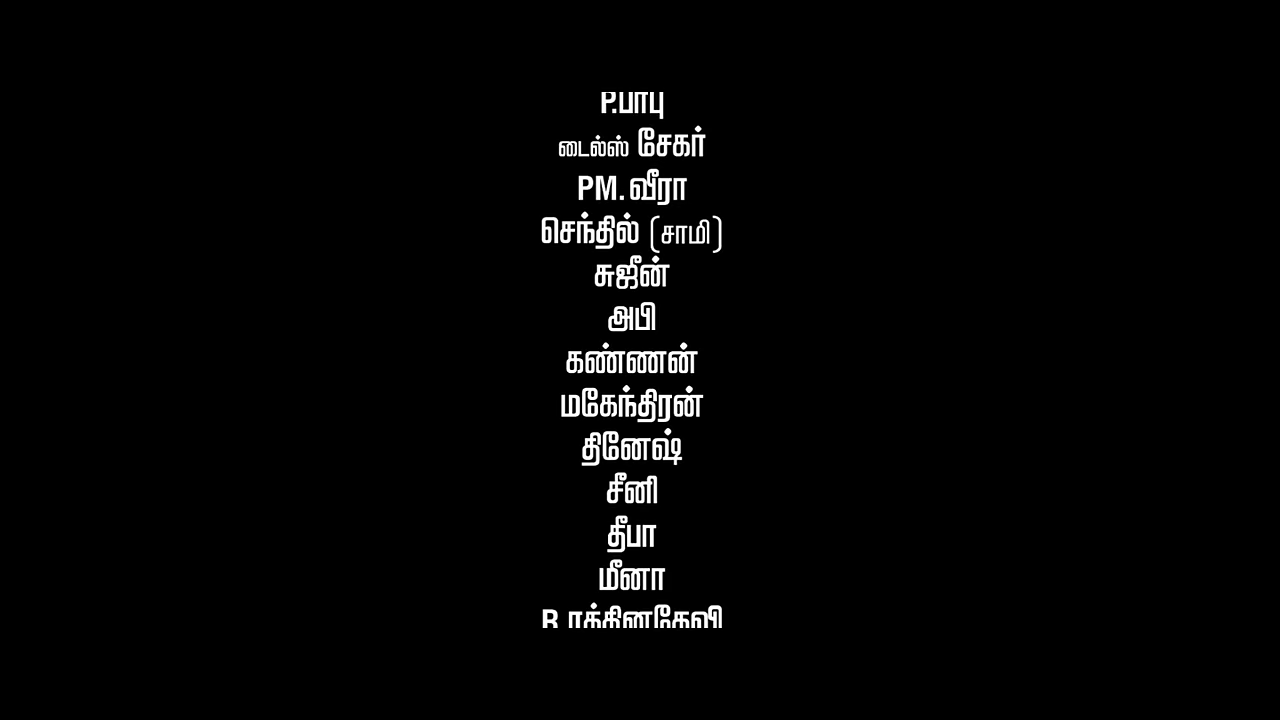 P.பாபு
டைல்ஸ் சேகர்
PM. வீரா
செந்தில் (சாமி)
சுஜீன்
அபி
கண்ணன்
மகேந்திரன்
தினேஷ்
சீனி
தீபா
மீனா